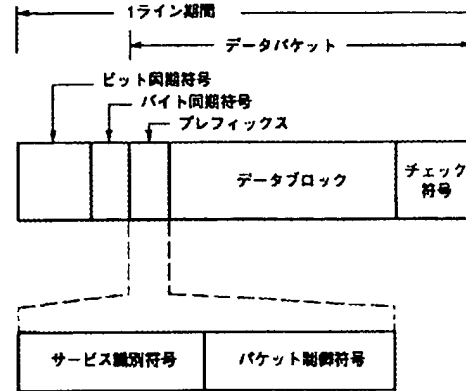 1ライン期間
データパケット
ビット同期符号
バイト同期符号
プレフィックス
データブロック
チェック
符号
サービス識別符号
パケット制御符号